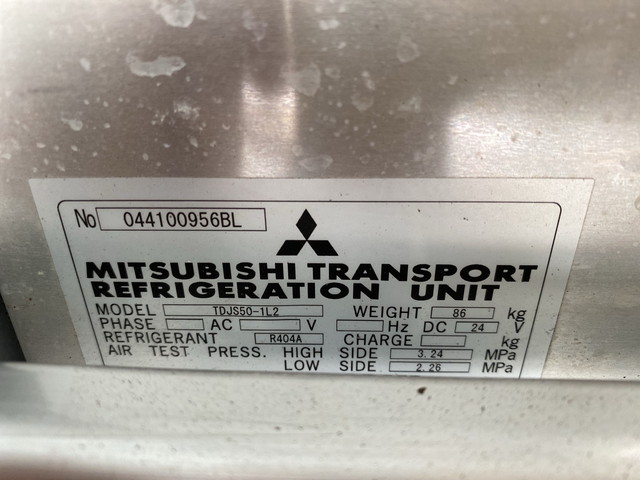 No 044100956BL
MITSUBISHI TRANSPORT
REFRIGERATION UNIT
MODEL TDJS50-1L2 WEIGHT 86 kg
PHASE AC V Hz DC 24 V
REFRIGERANT R404A CHARGE kg
AIR TEST PRESS. HIGH SIDE 3.24 MPa
LOW SIDE 2.26 MPa